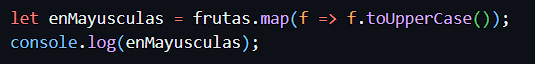 let enMayusculas = frutas.map(f => f.toUpperCase());
console.log(enMayusculas);